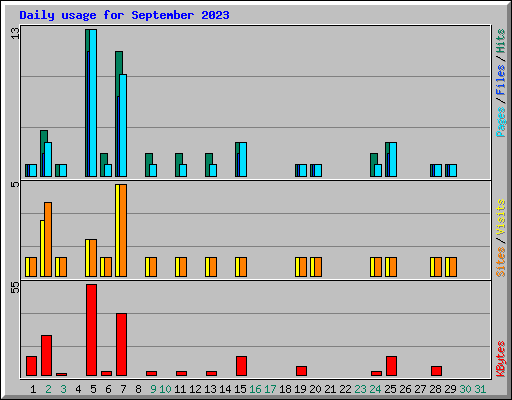 Daily usage for September 2023
13
Pages / Files / Hits
5
Sites / Visits
55
KBytes
1 2 3 4 5 6 7 8 9 10 11 12 13 14 15 16 17 18 19 20 21 22 23 24 25 26 27 28 29 30 31